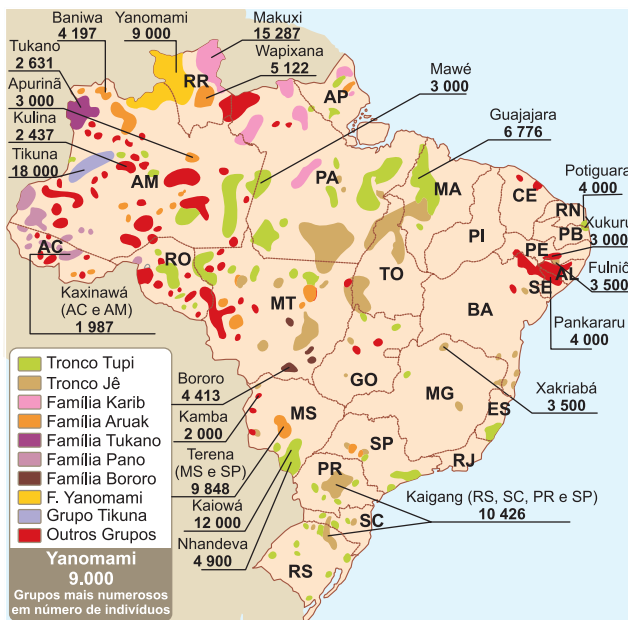 Baniwa
4 197
Yanomami
9 000
Makuxi
15 287
Tukano
2 631
Wapixana
5 122
Apurinã
3 000
Mawé
3 000
Kulina
2 437
Guajajara
6 776
Tikuna
18 000
Potiguara
4 000
Xukuru
3 000
Fulniô
3 500
Pankararu
4 000
Kaxinawá
(AC e AM)
1 987
RR
AP
AM
PA
MA
CE
RN
PB
PE
AL
SE
PI
AC
RO
TO
MT
BA
GO
MG
ES
MS
SP
RJ
PR
SC
RS
Xakriabá
3 500
Bororo
4 413
Kamba
2 000
Terena
(MS e SP)
9 848
Kaiowá
12 000
Nhandeva
4 900
Kaigang (RS, SC, PR e SP)
10 426
Tronco Tupi
Tronco Jê
Família Karib
Família Aruak
Família Tukano
Família Pano
Família Bororo
F. Yanomami
Grupo Tikuna
Outros Grupos
Yanomami
9.000
Grupos mais numerosos
em número de indivíduos